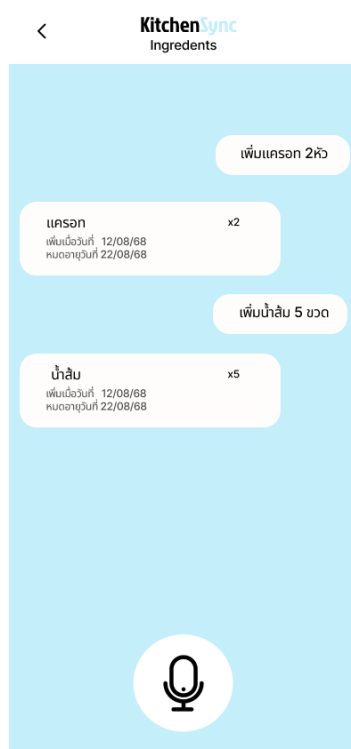 KitchenSync
Ingredents
เพิ่มแครอท 2หัว
แครอท x2
เพิ่มเมื่อวันที่ 12/08/68
หมดอายุวันที่ 22/08/68
เพิ่มน้ำส้ม 5 ขวด
น้ำส้ม x5
เพิ่มเมื่อวันที่ 12/08/68
หมดอายุวันที่ 22/08/68